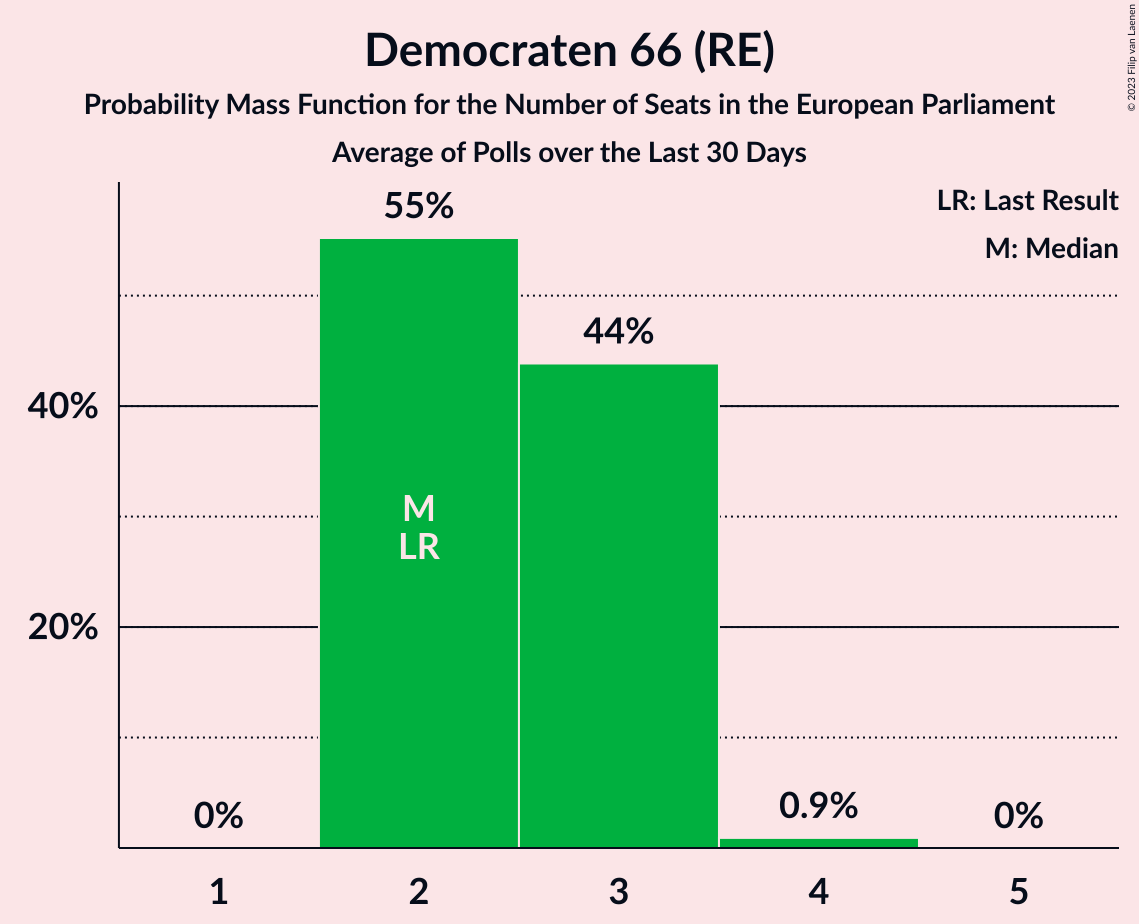 Democraten 66 (RE)
Probability Mass Function for the Number of Seats in the European Parliament
Average of Polls over the Last 30 Days
© 2023 Filip van Laenen
LR: Last Result
M: Median
55%
44%
40%
M
LR
20%
0%
0.9%
0%
1
2
3
4
5